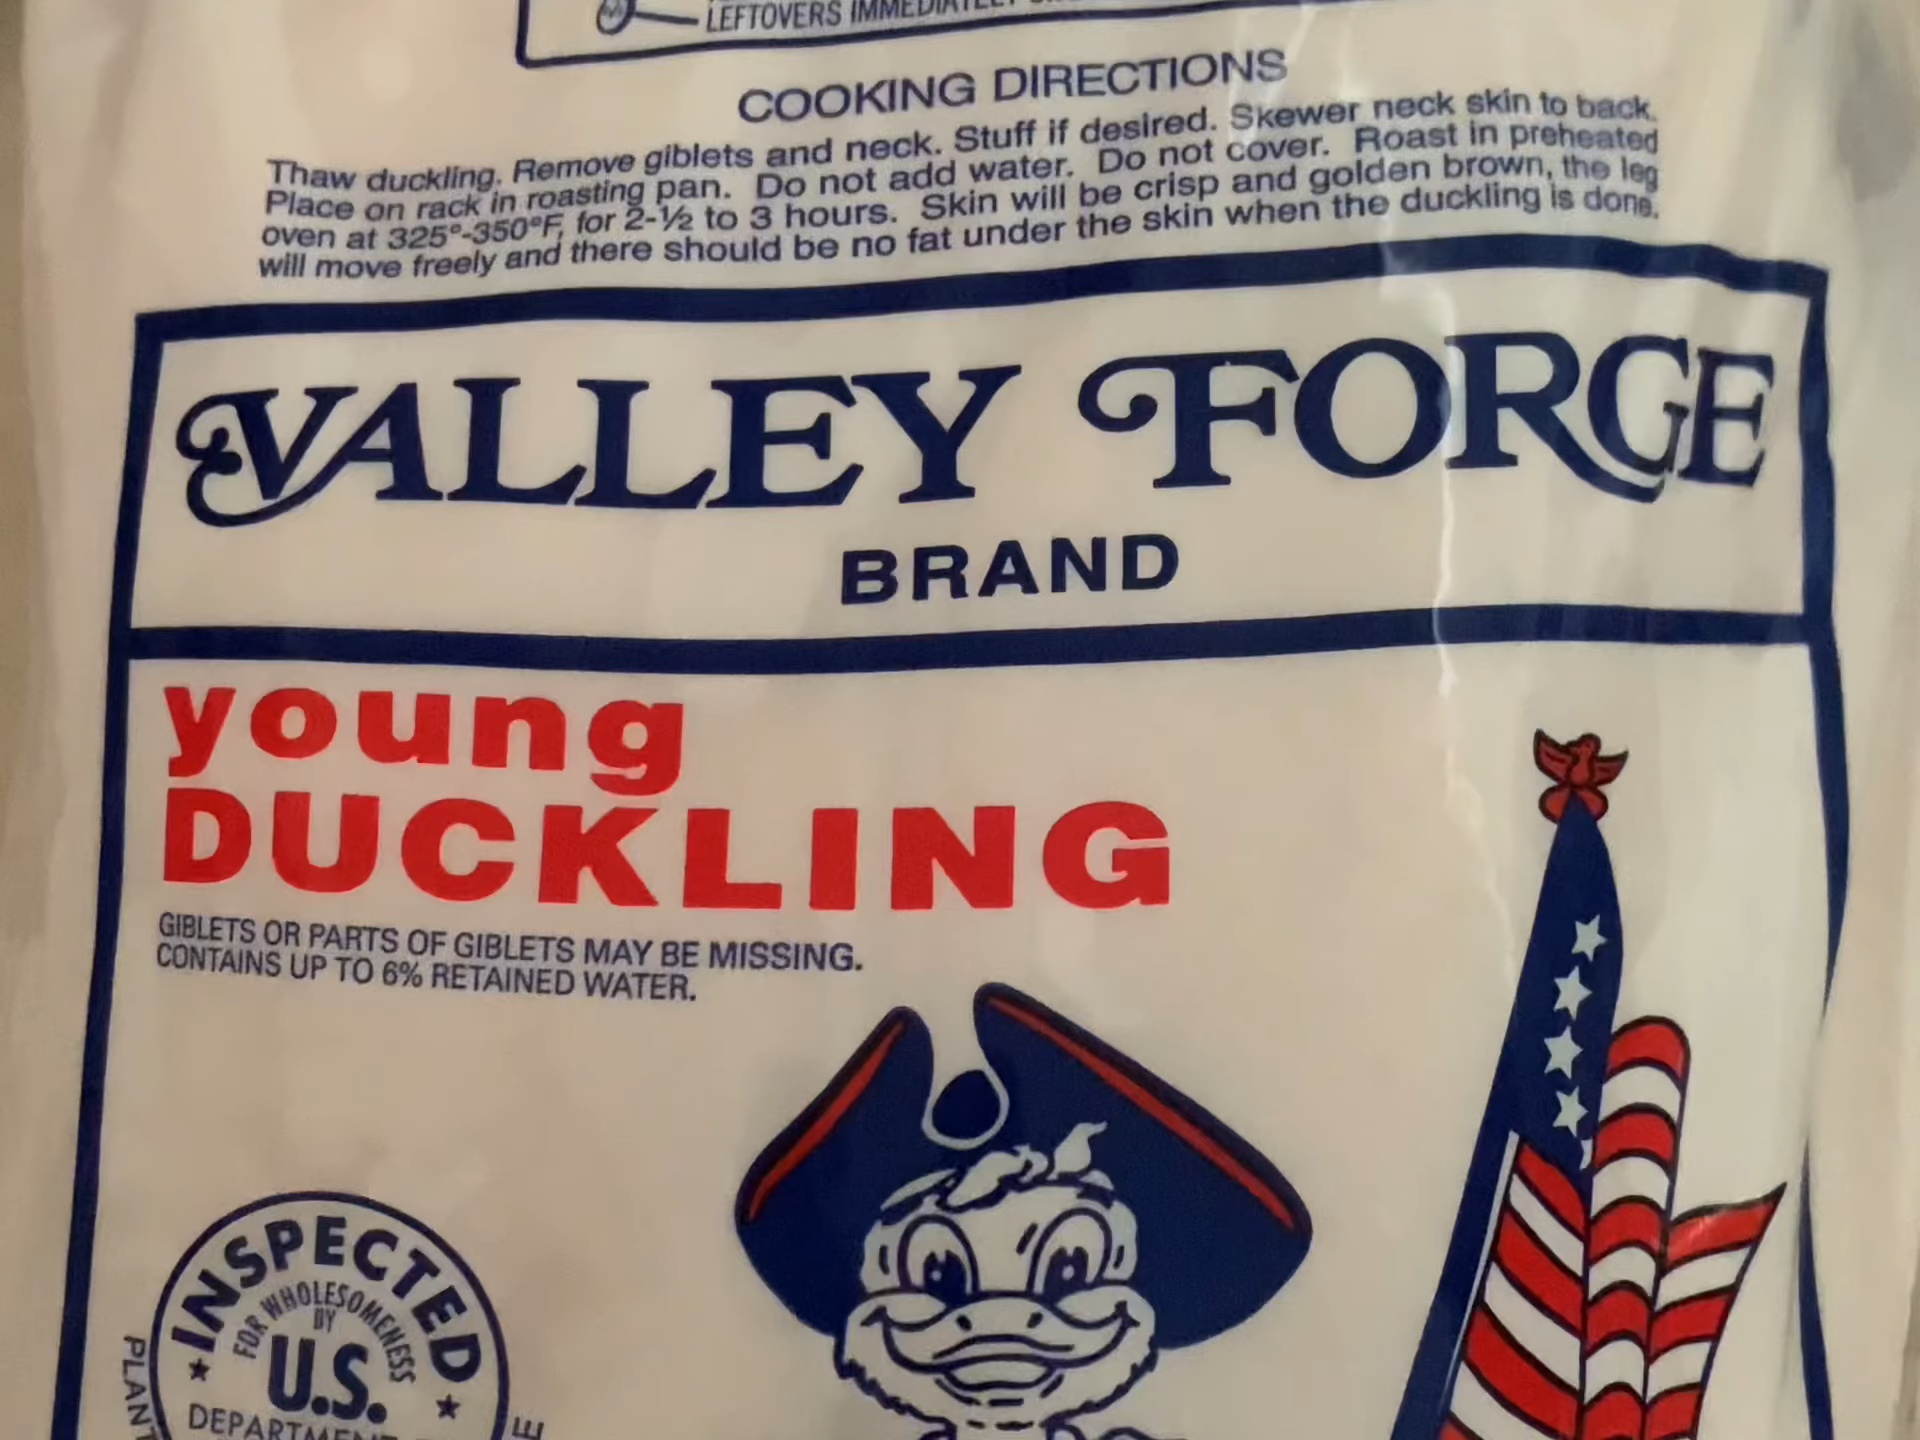 LEFTOVERS IMMEDIATELY
COOKING DIRECTIONS
Thaw duckling. Remove giblets and neck. Stuff if desired. Skewer neck skin to back.
Place on rack in roasting pan. Do not add water. Do not cover. Roast in preheated
oven at 325°-350°F, for 2-½ to 3 hours. Skin will be crisp and golden brown, the leg
will move freely and there should be no fat under the skin when the duckling is done.
VALLEY FORGE
BRAND
young
DUCKLING
GIBLETS OR PARTS OF GIBLETS MAY BE MISSING.
CONTAINS UP TO 6% RETAINED WATER.
INSPECTED
FOR WHOLESOMENESS
BY
U.S.
DEPARTMENT
PLANT